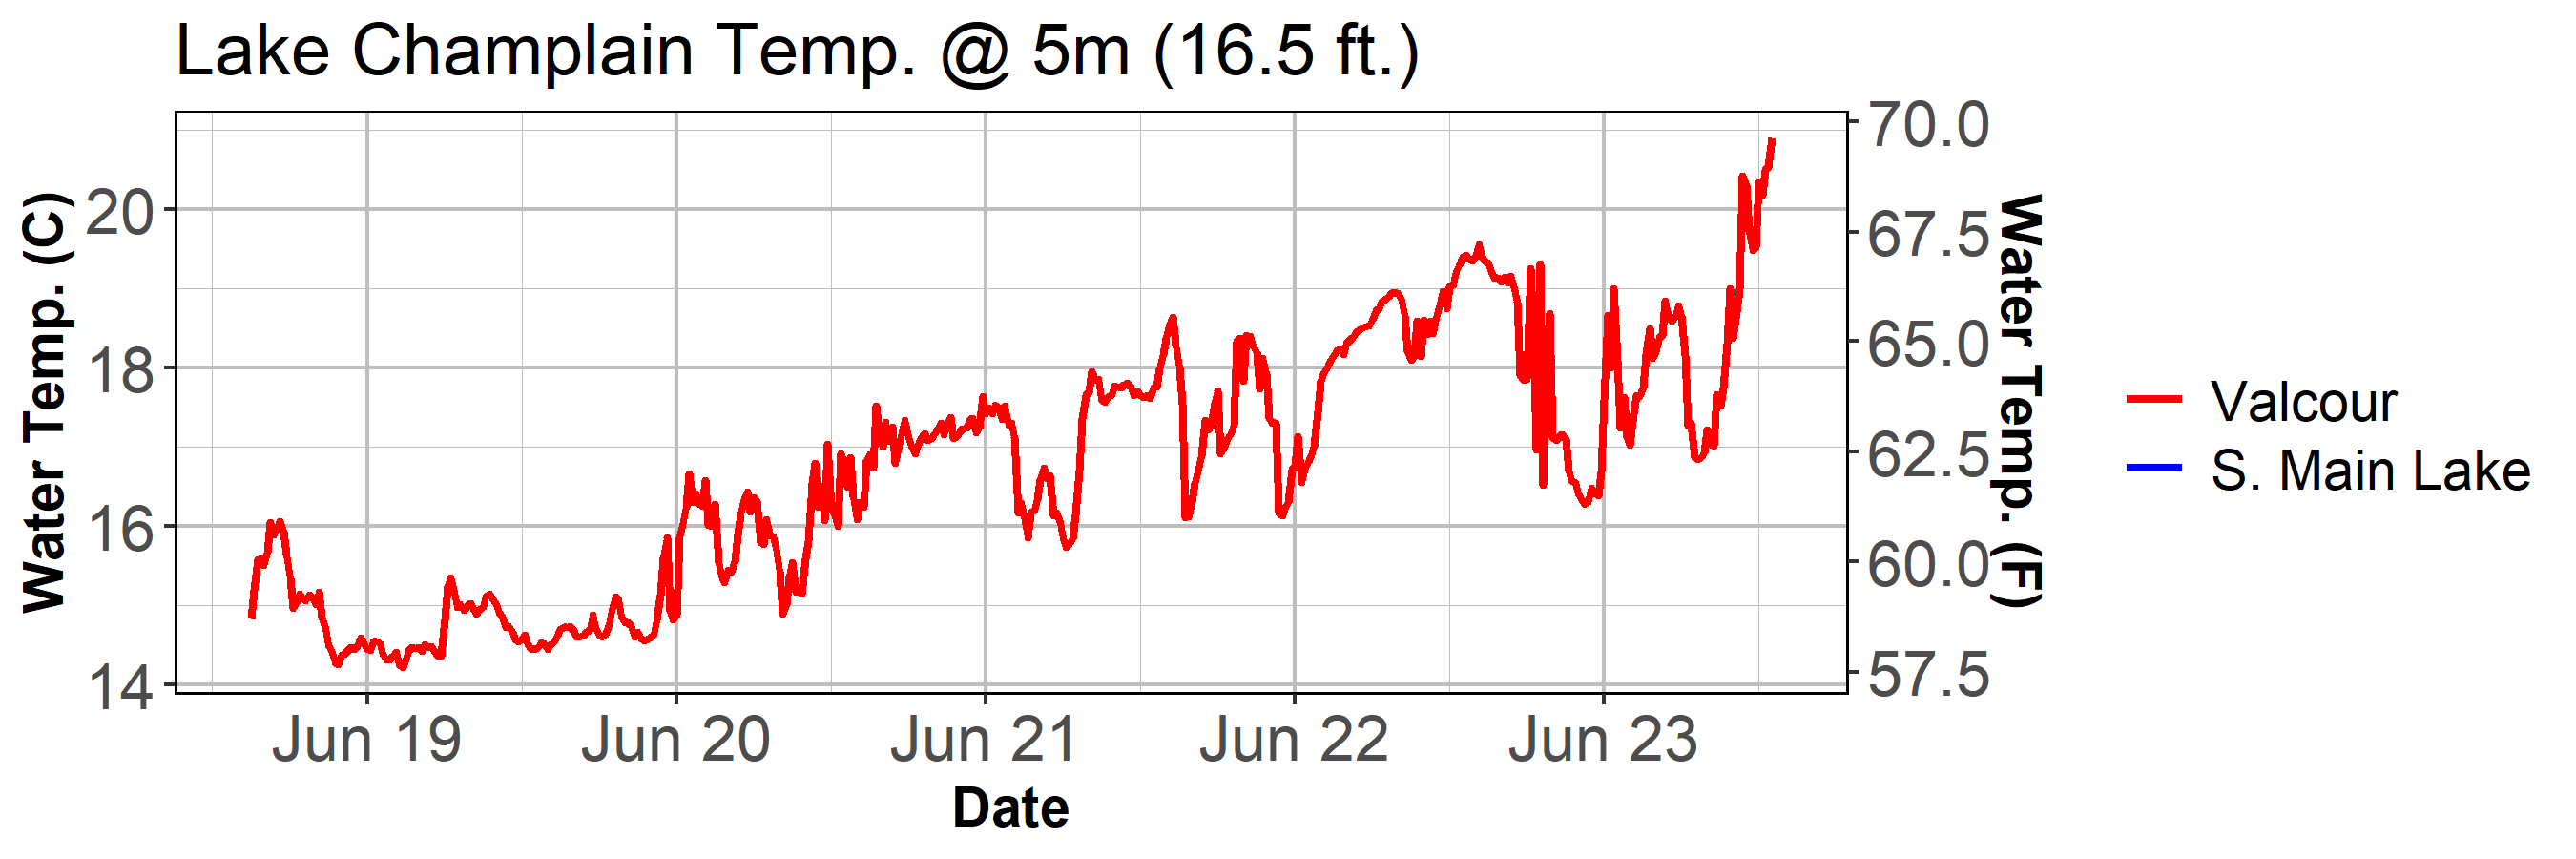 Lake Champlain Temp. @ 5m (16.5 ft.)
Water Temp. (C)
20
18
16
14
70.0
67.5
65.0
62.5
60.0
57.5
Water Temp. (F)
Jun 19 Jun 20 Jun 21 Jun 22 Jun 23
Date
Valcour
S. Main Lake